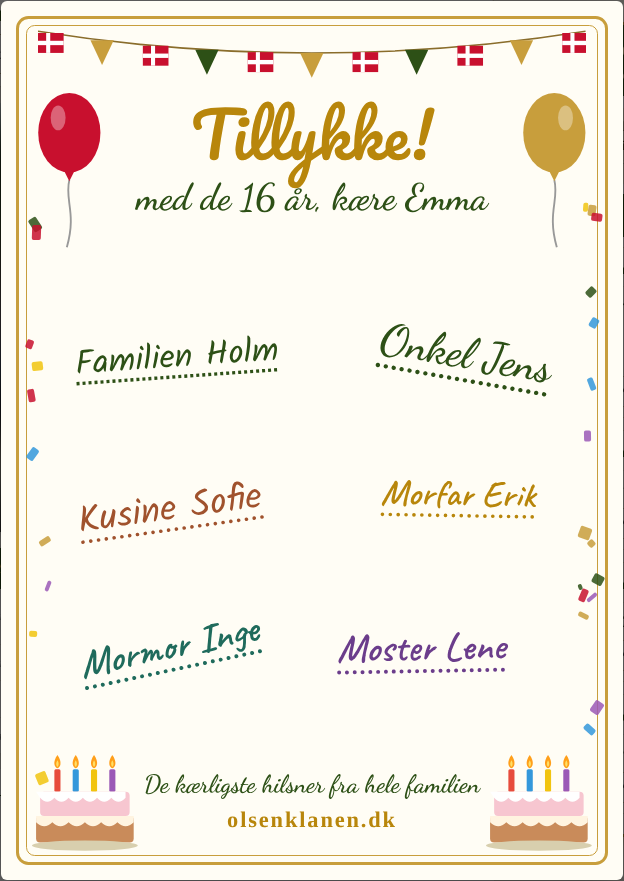 Tillykke!
med de 16 år, kære Emma
Familien Holm
Onkel Jens
Kusine Sofie
Morfar Erik
Mormor Inge
Moster Lene
De kærligste hilsner fra hele familien
olsenklanen.dk